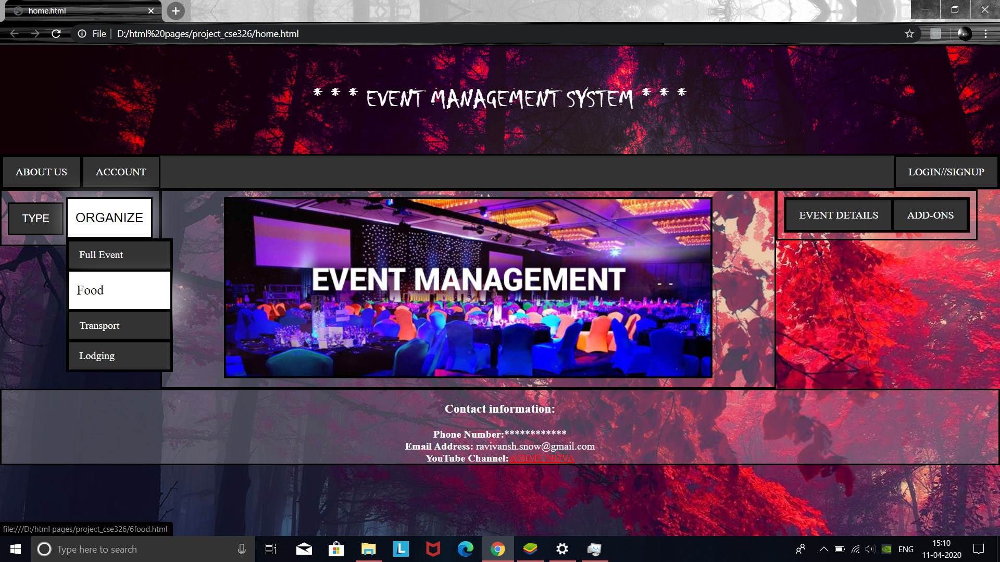 home.html
File
D:/html%20pages/project_cse326/home.html
* * * EVENT MANAGEMENT SYSTEM * * *
ABOUT US
ACCOUNT
LOGIN//SIGNUP
TYPE
ORGANIZE
EVENT DETAILS
ADD-ONS
Full Event
Food
Transport
Lodging
EVENT MANAGEMENT
Contact information:
Phone Number:************
Email Address: ravivansh.snow@gmail.com
YouTube Channel:ANIME NOVA
file:///D:/html pages/project_cse326/6food.html
Type here to search
L
ENG
15:10
11-04-2020